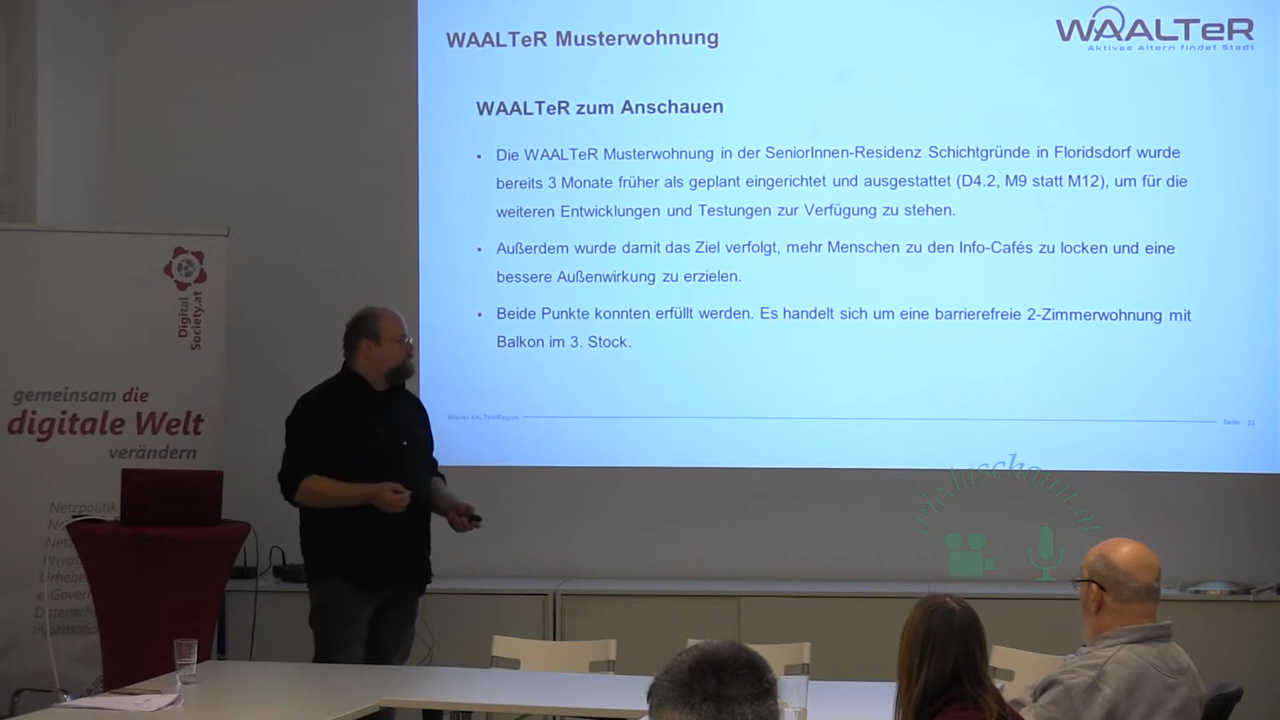 WAALTeR Musterwohnung
WAALTeR
Aktives Altern findet Stadt
WAALTeR zum Anschauen
Die WAALTeR Musterwohnung in der SeniorInnen-Residenz Schichtgründe in Floridsdorf wurde
bereits 3 Monate früher als geplant eingerichtet und ausgestattet (D4.2, M9 statt M12), um für die
weiteren Entwicklungen und Testungen zur Verfügung zu stehen.
Außerdem wurde damit das Ziel verfolgt, mehr Menschen zu den Info-Cafés zu locken und eine
bessere Außenwirkung zu erzielen.
Beide Punkte konnten erfüllt werden. Es handelt sich um eine barrierefreie 2-Zimmerwohnung mit
Balkon im 3. Stock.
Seite
Digital
Society.at
gemeinsam die
digitale Welt
verändern
Netzpolitik